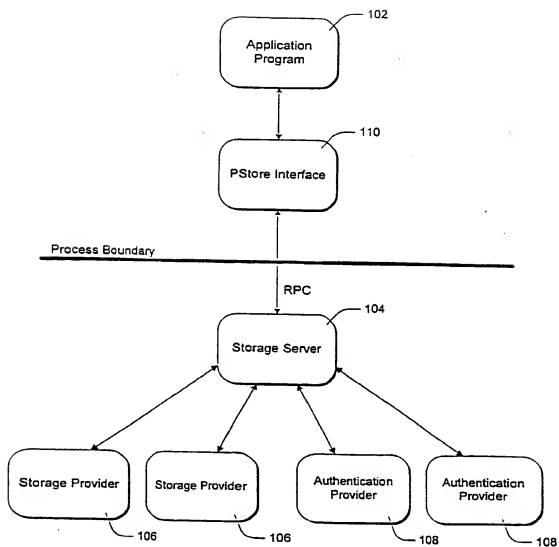 102
Application
Program
110
PStore Interface
Process Boundary
RPC
104
Storage Server
Storage Provider
Storage Provider
Authentication
Provider
Authentication
Provider
106
106
108
108